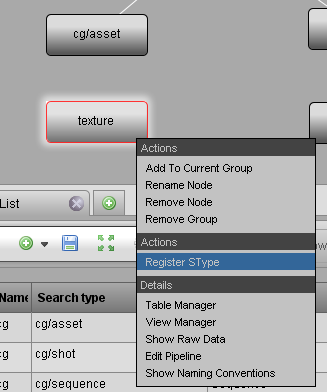 cg/asset
texture
Actions
Add To Current Group
Rename Node
Remove Node
Remove Group
List
Actions
Register SType
Details
Name
Search type
Table Manager
cg
cg/asset
View Manager
Show Raw Data
cg
cg/shot
Edit Pipeline
Show Naming Conventions
cg
cg/sequence